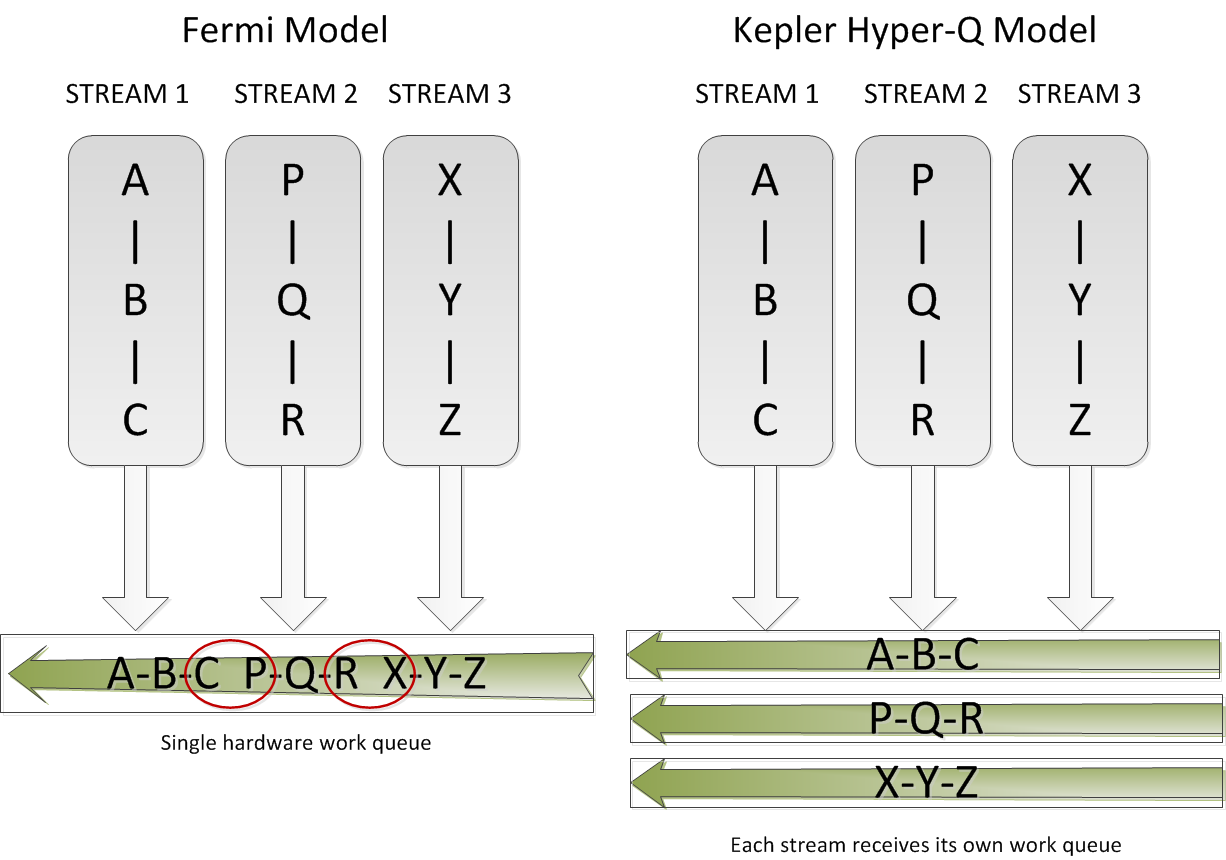 Fermi Model
STREAM 1 STREAM 2 STREAM 3
A P X
| | |
B Q Y
| | |
C R Z
A-B-C P-Q-R X-Y-Z
Single hardware work queue
Kepler Hyper-Q Model
STREAM 1 STREAM 2 STREAM 3
A P X
| | |
B Q Y
| | |
C R Z
A-B-C
P-Q-R
X-Y-Z
Each stream receives its own work queue